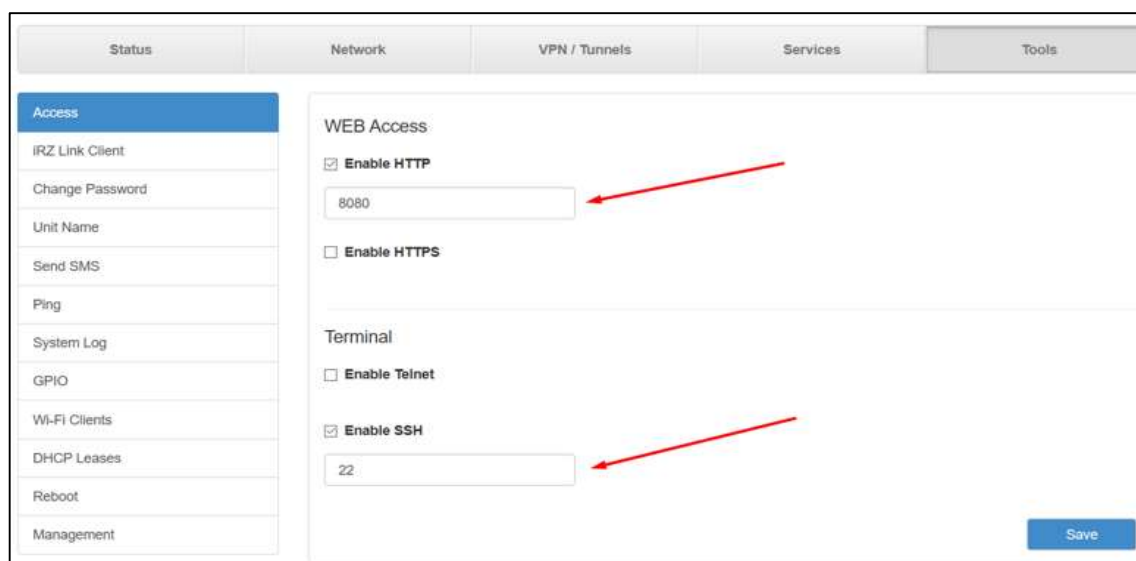 Status Network VPN / Tunnels Services Tools
Access
iRZ Link Client
Change Password
Unit Name
Send SMS
Ping
System Log
GPIO
Wi-Fi Clients
DHCP Leases
Reboot
Management
WEB Access
Enable HTTP
8080
Enable HTTPS
Terminal
Enable Telnet
Enable SSH
22
Save